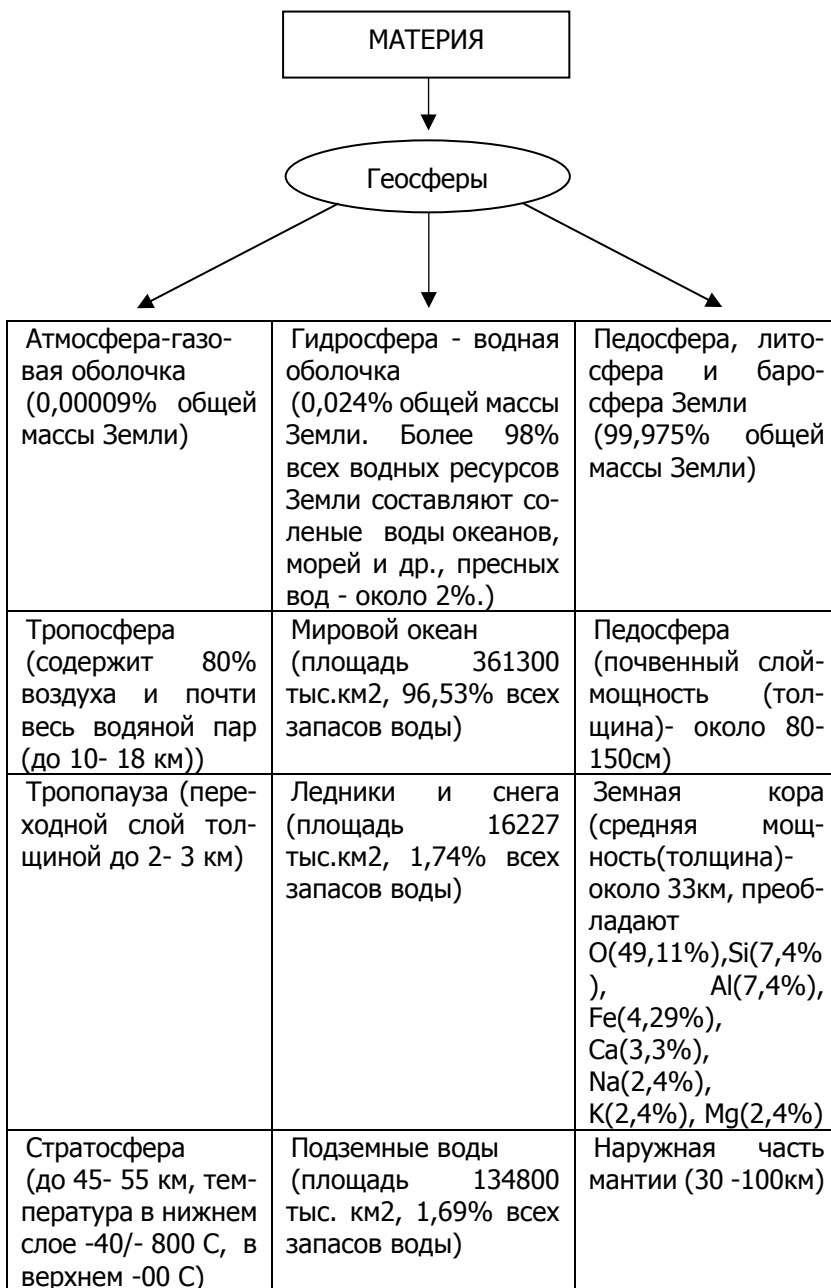 МАТЕРИЯ
Геосферы
Атмосфера-газо-
вая оболочка
(0,00009% общей
массы Земли)
Гидросфера - водная
оболочка
(0,024% общей массы
Земли. Более 98%
всех водных ресурсов
Земли составляют со-
леные воды океанов,
морей и др., пресных
вод - около 2%.)
Педосфера, лито-
сфера и баро-
сфера Земли
(99,975% общей
массы Земли)
Тропосфера
(содержит 80%
воздуха и почти
весь водяной пар
(до 10- 18 км))
Мировой океан
(площадь 361300
тыс.км2, 96,53% всех
запасов воды)
Педосфера
(почвенный слой-
мощность (тол-
щина)- около 80-
150см)
Тропопауза (пере-
ходной слой тол-
щиной до 2- 3 км)
Ледники и снега
(площадь 16227
тыс.км2, 1,74% всех
запасов воды)
Земная кора
(средняя мощ-
ность(толщина)-
около 33км, преоб-
ладают
O(49,11%),Si(7,4%
), Al(7,4%),
Fe(4,29%),
Ca(3,3%),
Na(2,4%),
K(2,4%), Mg(2,4%)
Стратосфера
(до 45- 55 км, тем-
пература в нижнем
слое -40/- 800 С, в
верхнем -00 С)
Подземные воды
(площадь 134800
тыс. км2, 1,69% всех
запасов воды)
Наружная часть
мантии (30 -100км)